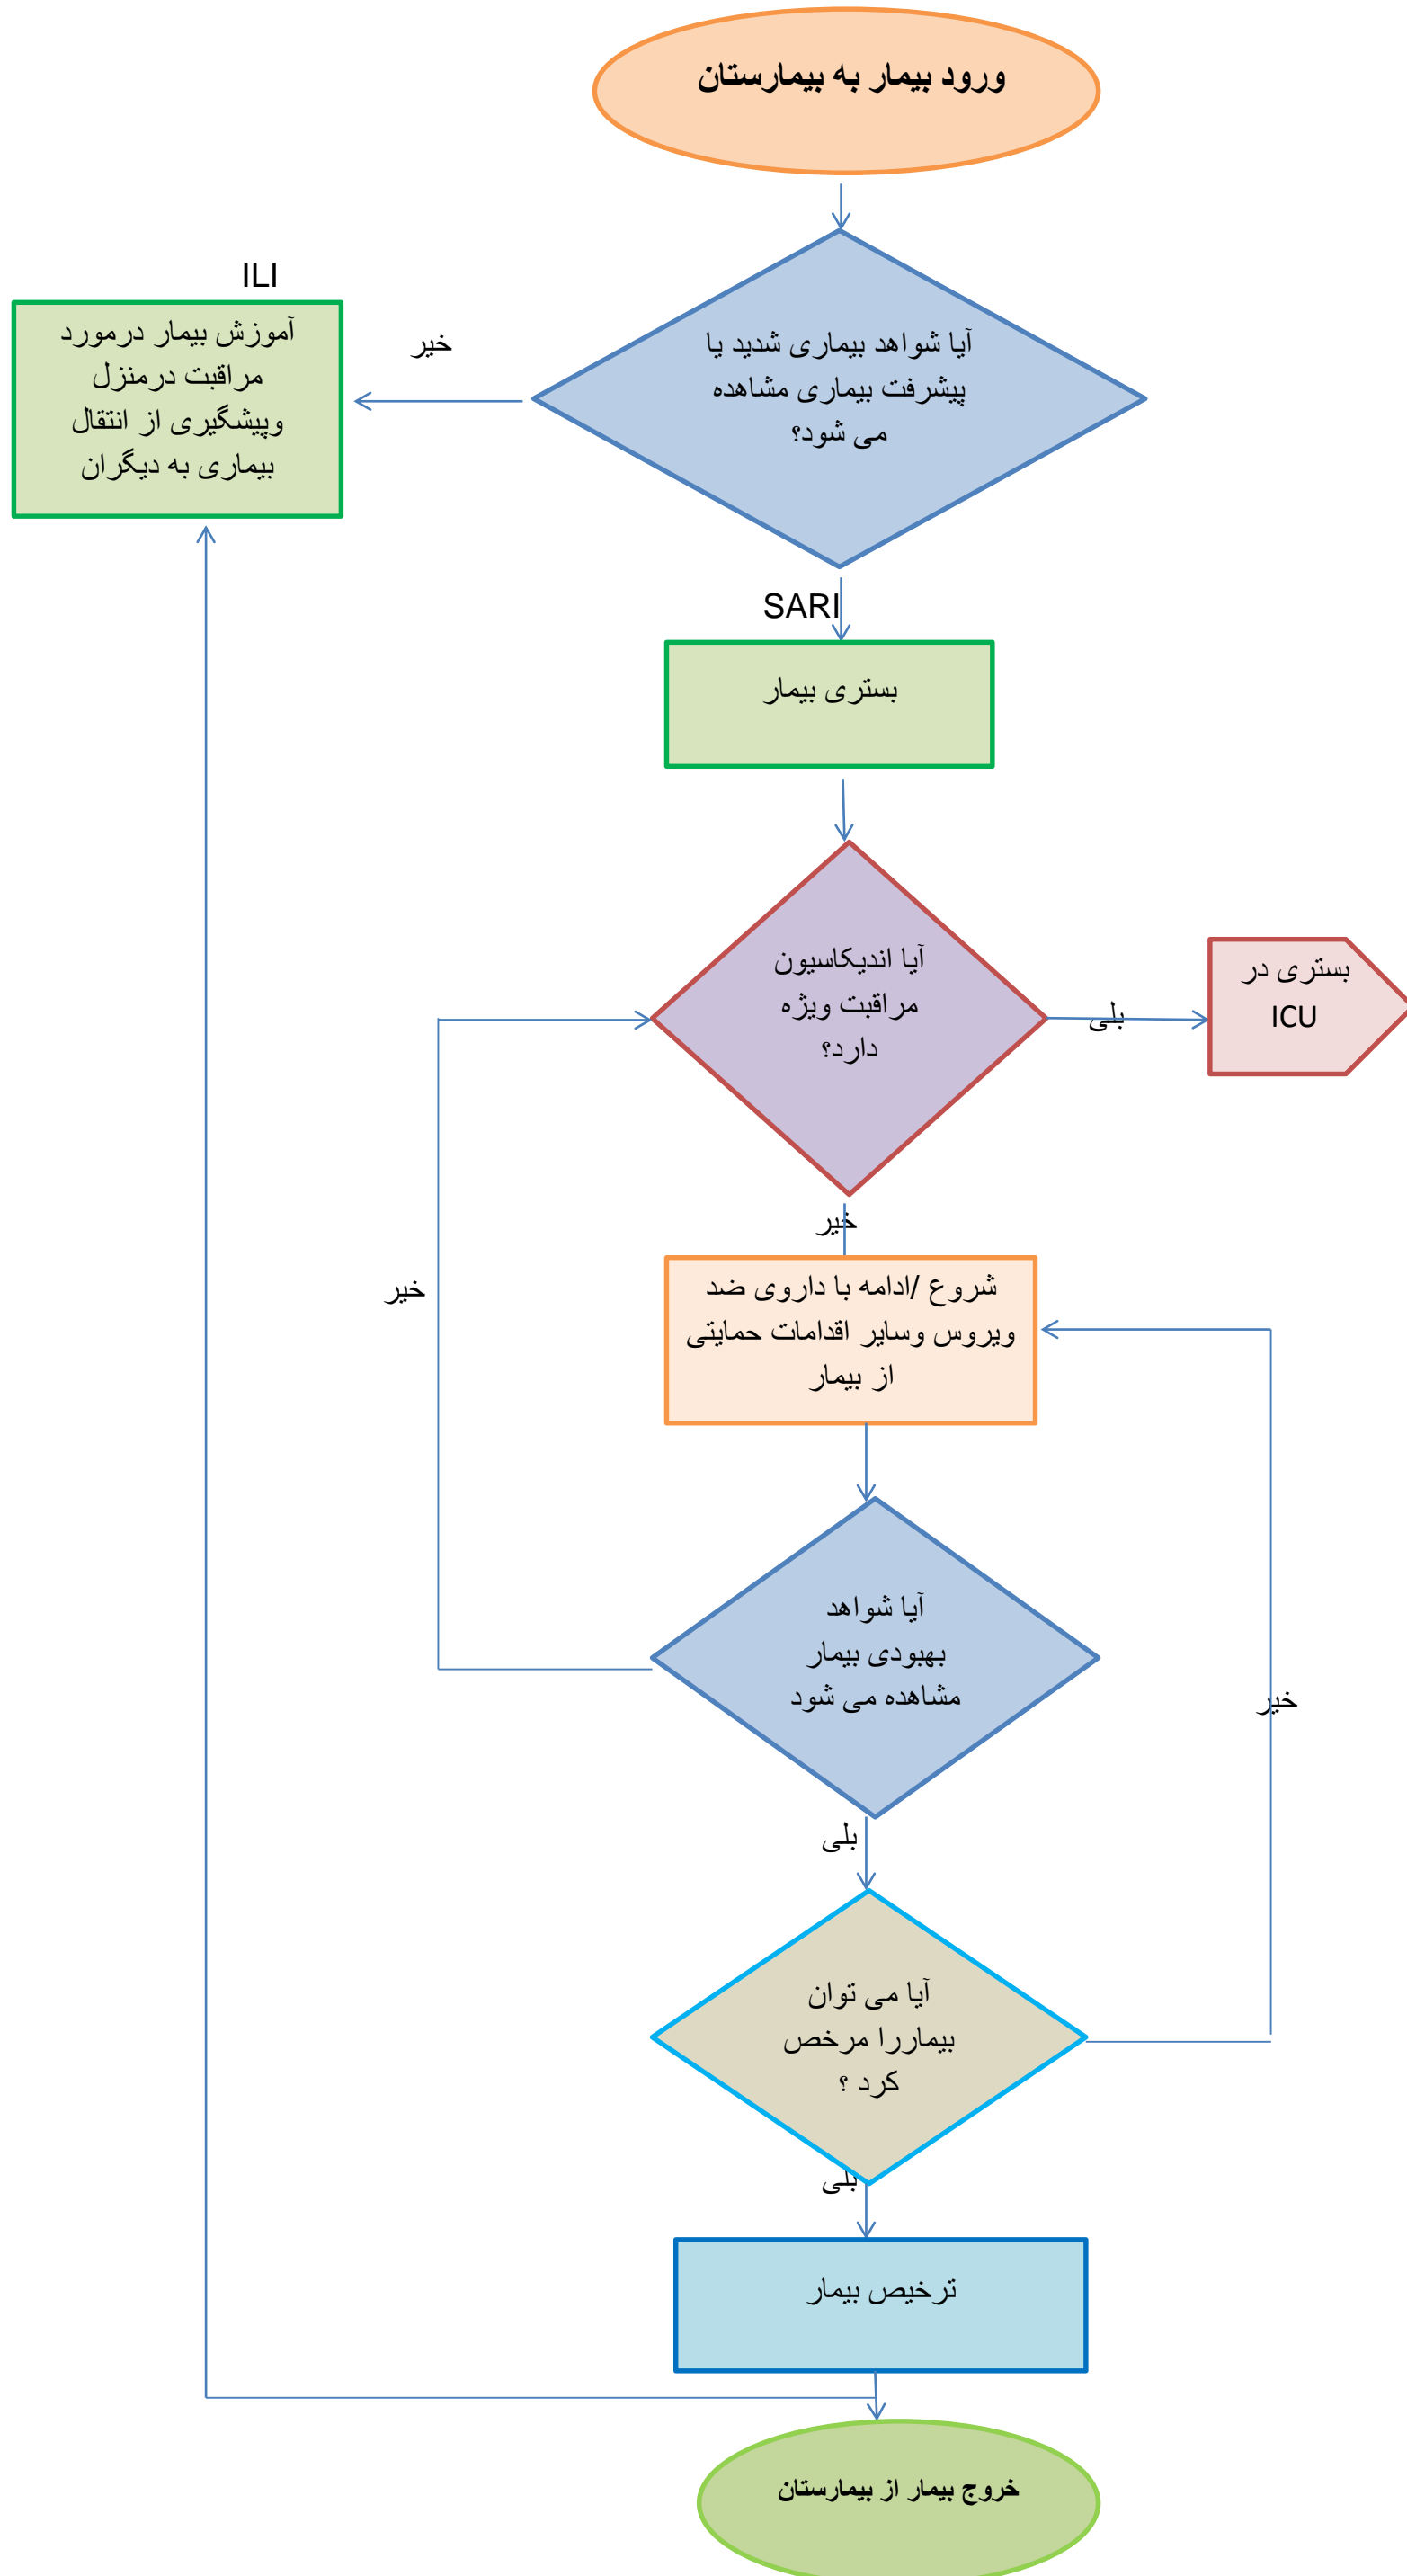 ورود بیمار به بیمارستان
آیا شواهد بیماری شدید یا
پیشرفت بیماری مشاهده
می شود؟
خیر
ILI
آموزش بیمار درمورد
مراقبت درمنزل
وپیشگیری از انتقال
بیماری به دیگران
SARI
بستری بیمار
آیا اندیکاسیون
مراقبت ویژه
دارد؟
بلی
بستری در
ICU
خیر
شروع /ادامه با داروی ضد
ویروس وسایر اقدامات حمایتی
از بیمار
خیر
آیا شواهد
بهبودی بیمار
مشاهده می شود
خیر
بلی
آیا می توان
بیماررا مرخص
کرد ؟
بلی
ترخیص بیمار
خروج بیمار از بیمارستان